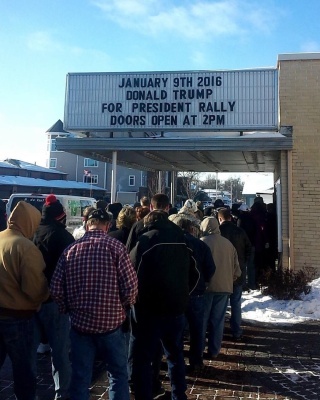 JANUARY 9TH 2016
DONALD TRUMP
FOR PRESIDENT RALLY
DOORS OPEN AT 2PM